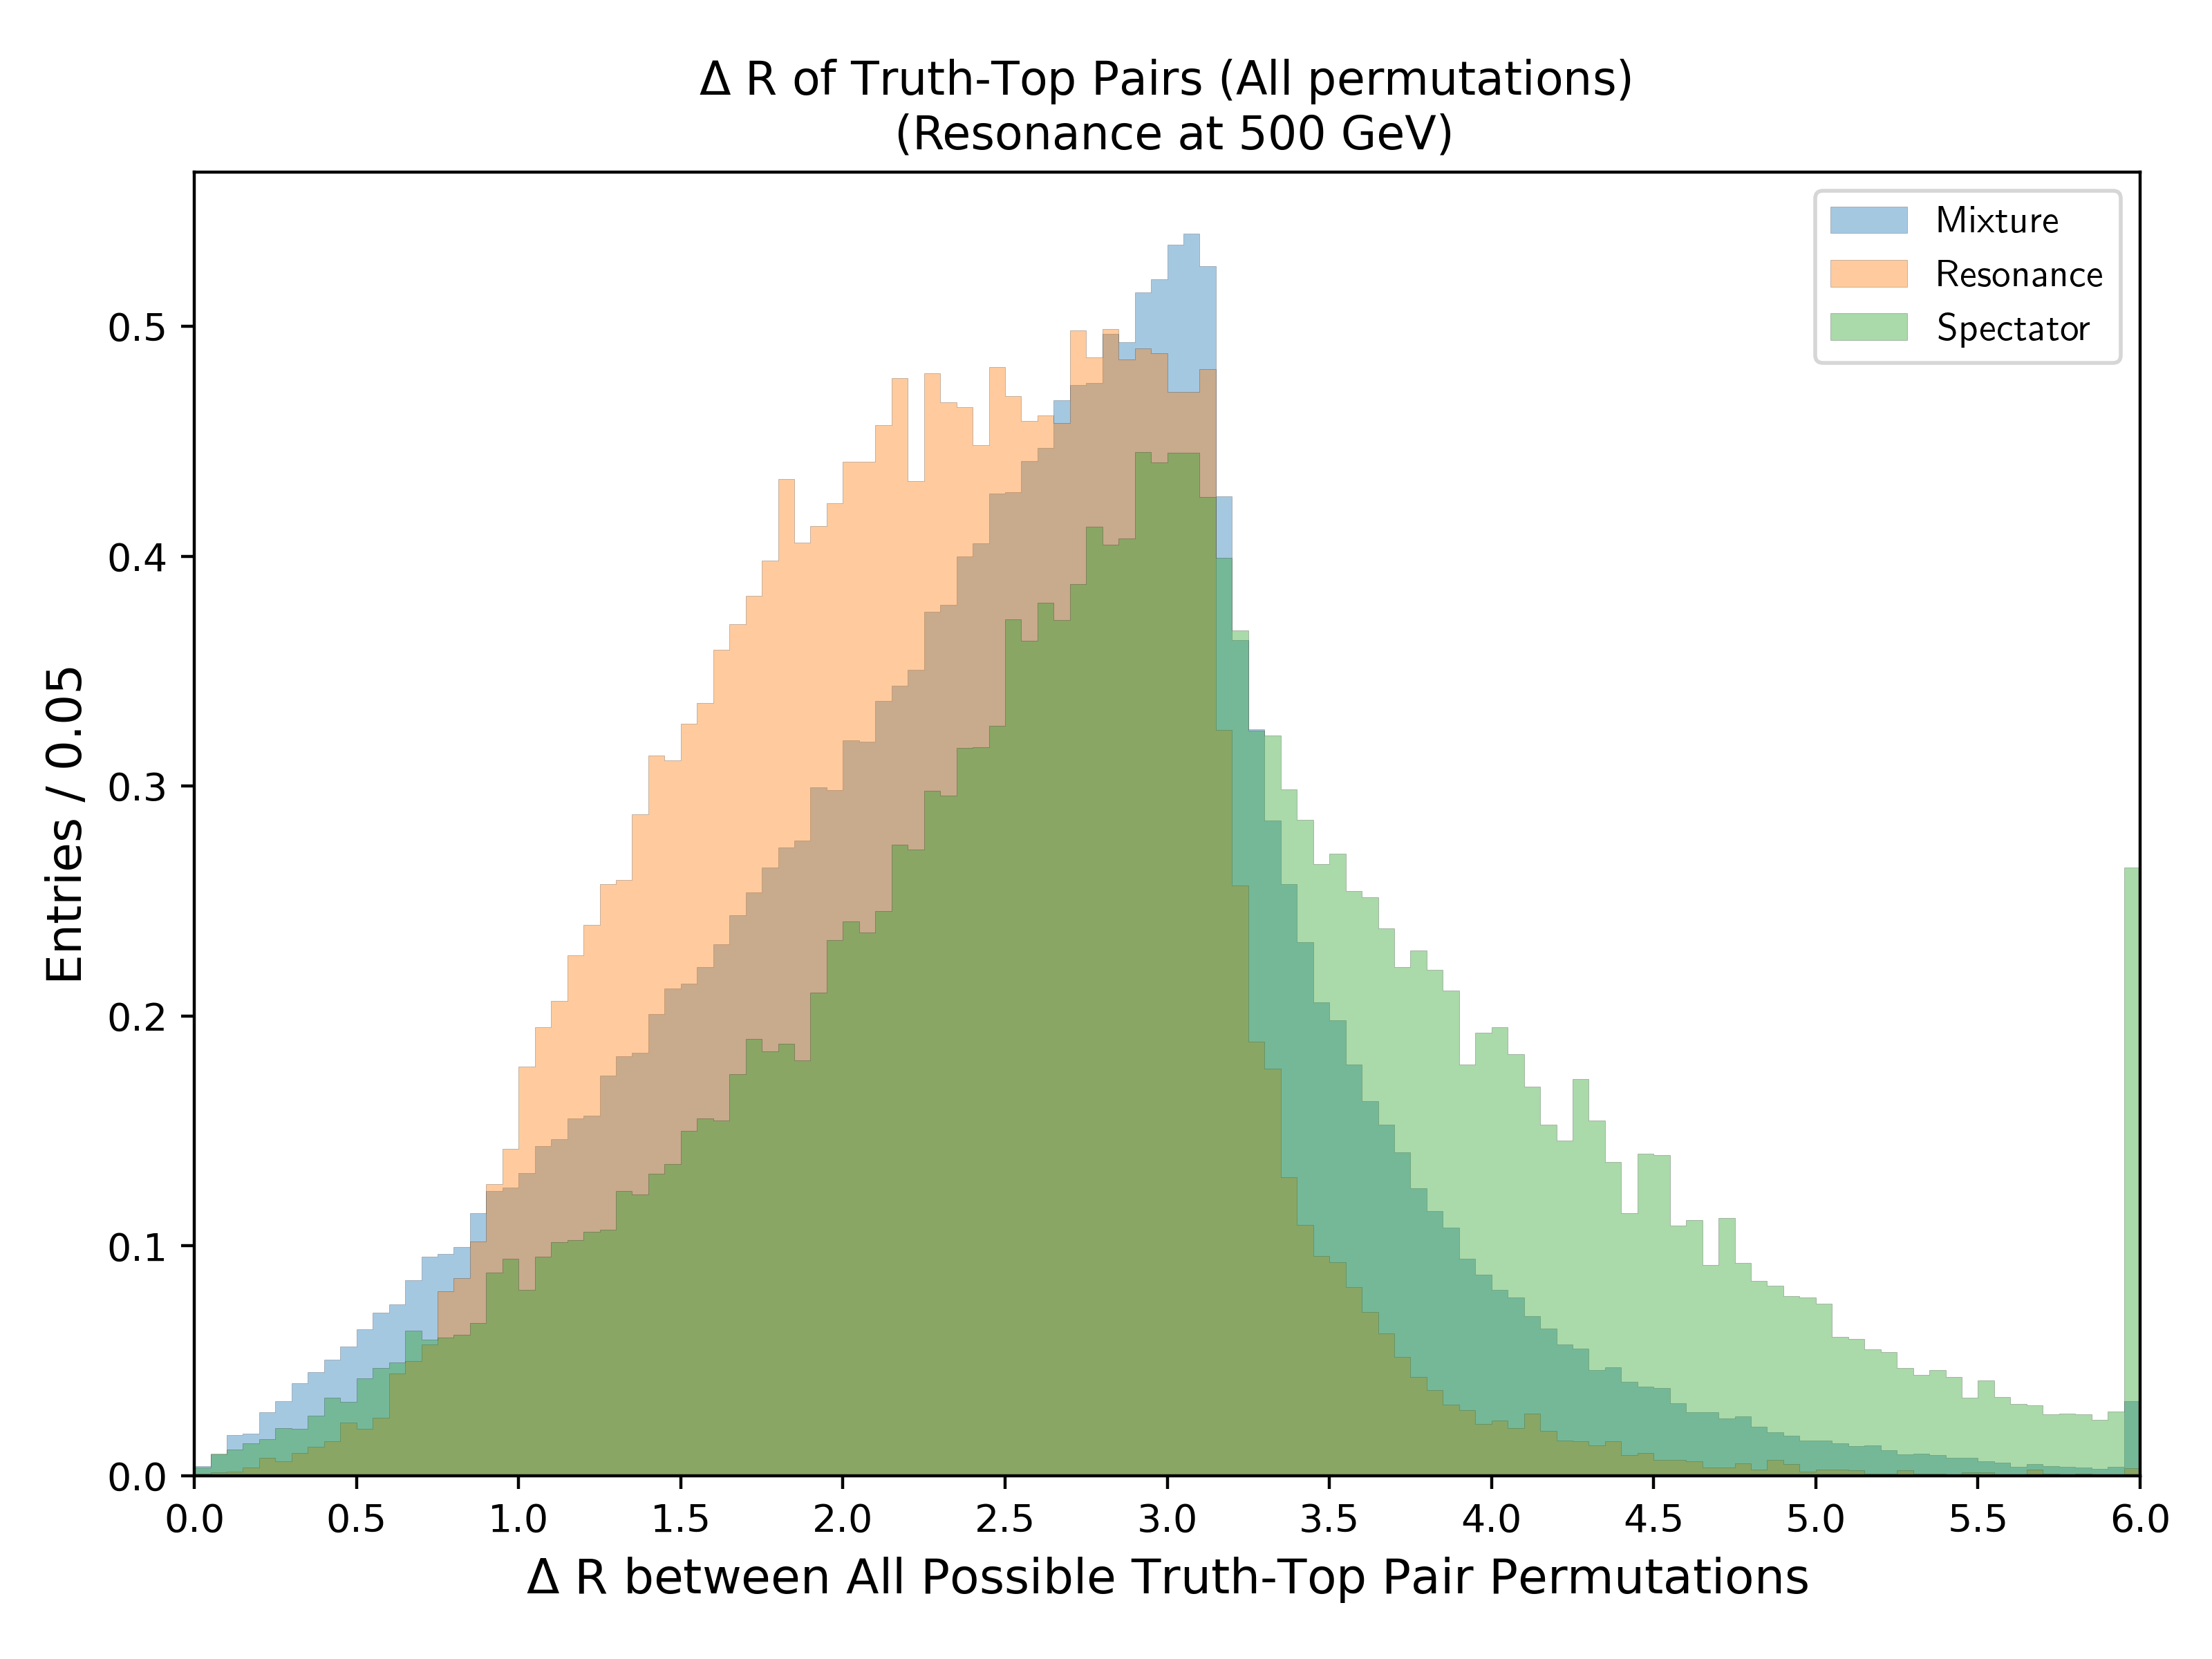 Δ R of Truth-Top Pairs (All permutations)
(Resonance at 500 GeV)
Mixture
Resonance
Spectator
Entries / 0.05
0.5
0.4
0.3
0.2
0.1
0.0
0.0 0.5 1.0 1.5 2.0 2.5 3.0 3.5 4.0 4.5 5.0 5.5 6.0
Δ R between All Possible Truth-Top Pair Permutations